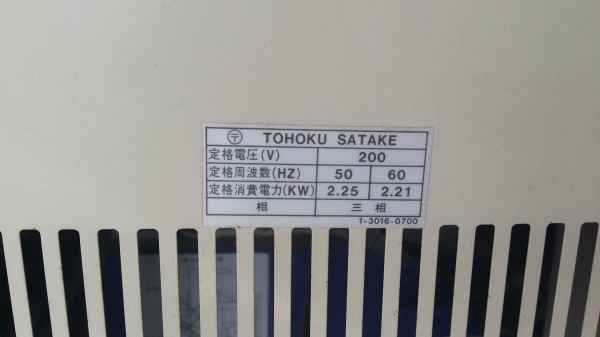 〶 TOHOKU SATAKE
定格電圧(V) 200
定格周波数(HZ) 50 60
定格消費電力(KW) 2.25 2.21
相 三相
1-3016-0700